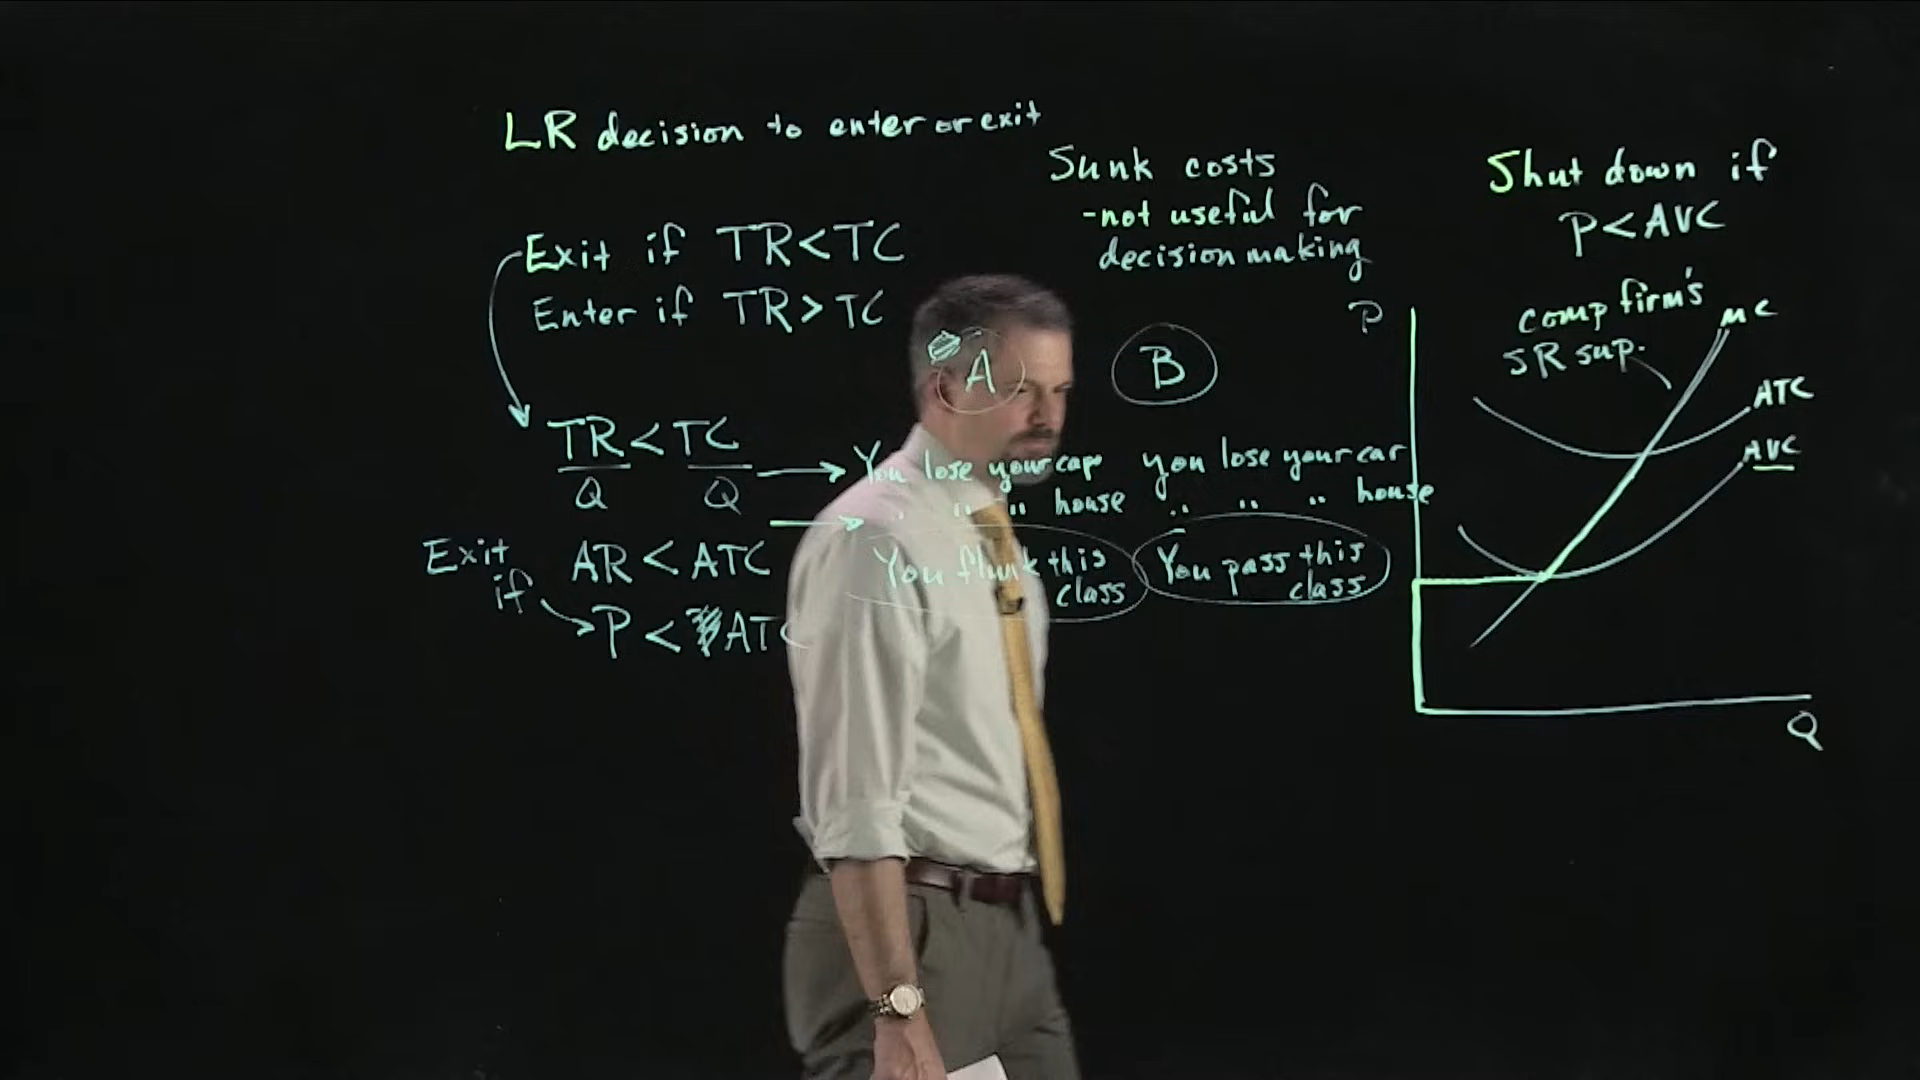 LR decision to enter or exit
Exit if TR<TC
Enter if TR>TC
TR<TC
Q Q
Exit if
AR<ATC
P<ATC
Sunk costs
-not useful for
decision making
A
B
You lose your car
" " " house
You flunk this
class
you lose your car
" " " house
You pass this
class
Shut down if
P<AVC
comp firm's
SR sup.
P
MC
ATC
AVC
Q